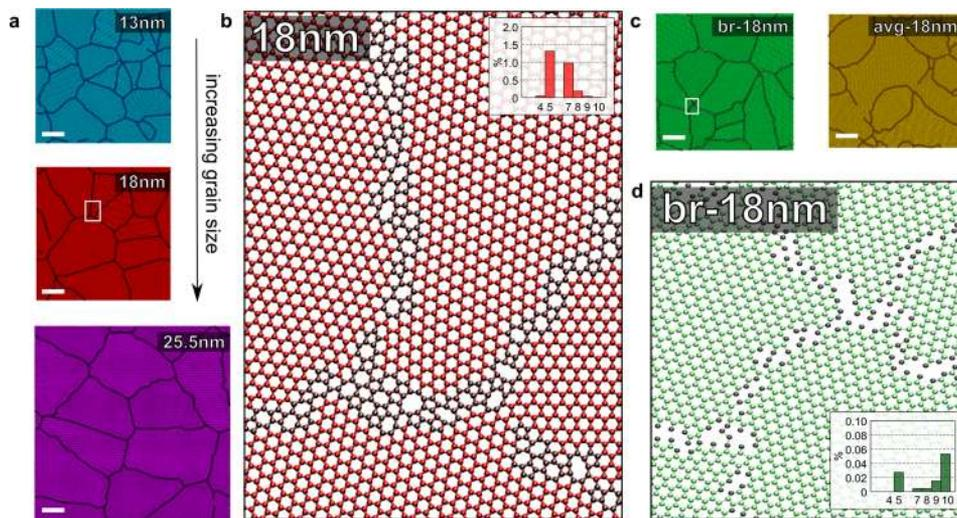 a
13nm
18nm
25.5nm
increasing grain size
b
18nm
2.0
1.5
1.0
0.5
0
%
4 5 7 8 9 10
c
br-18nm
avg-18nm
d
br-18nm
0.10
0.08
0.06
0.04
0.02
0
%
4 5 7 8 9 10